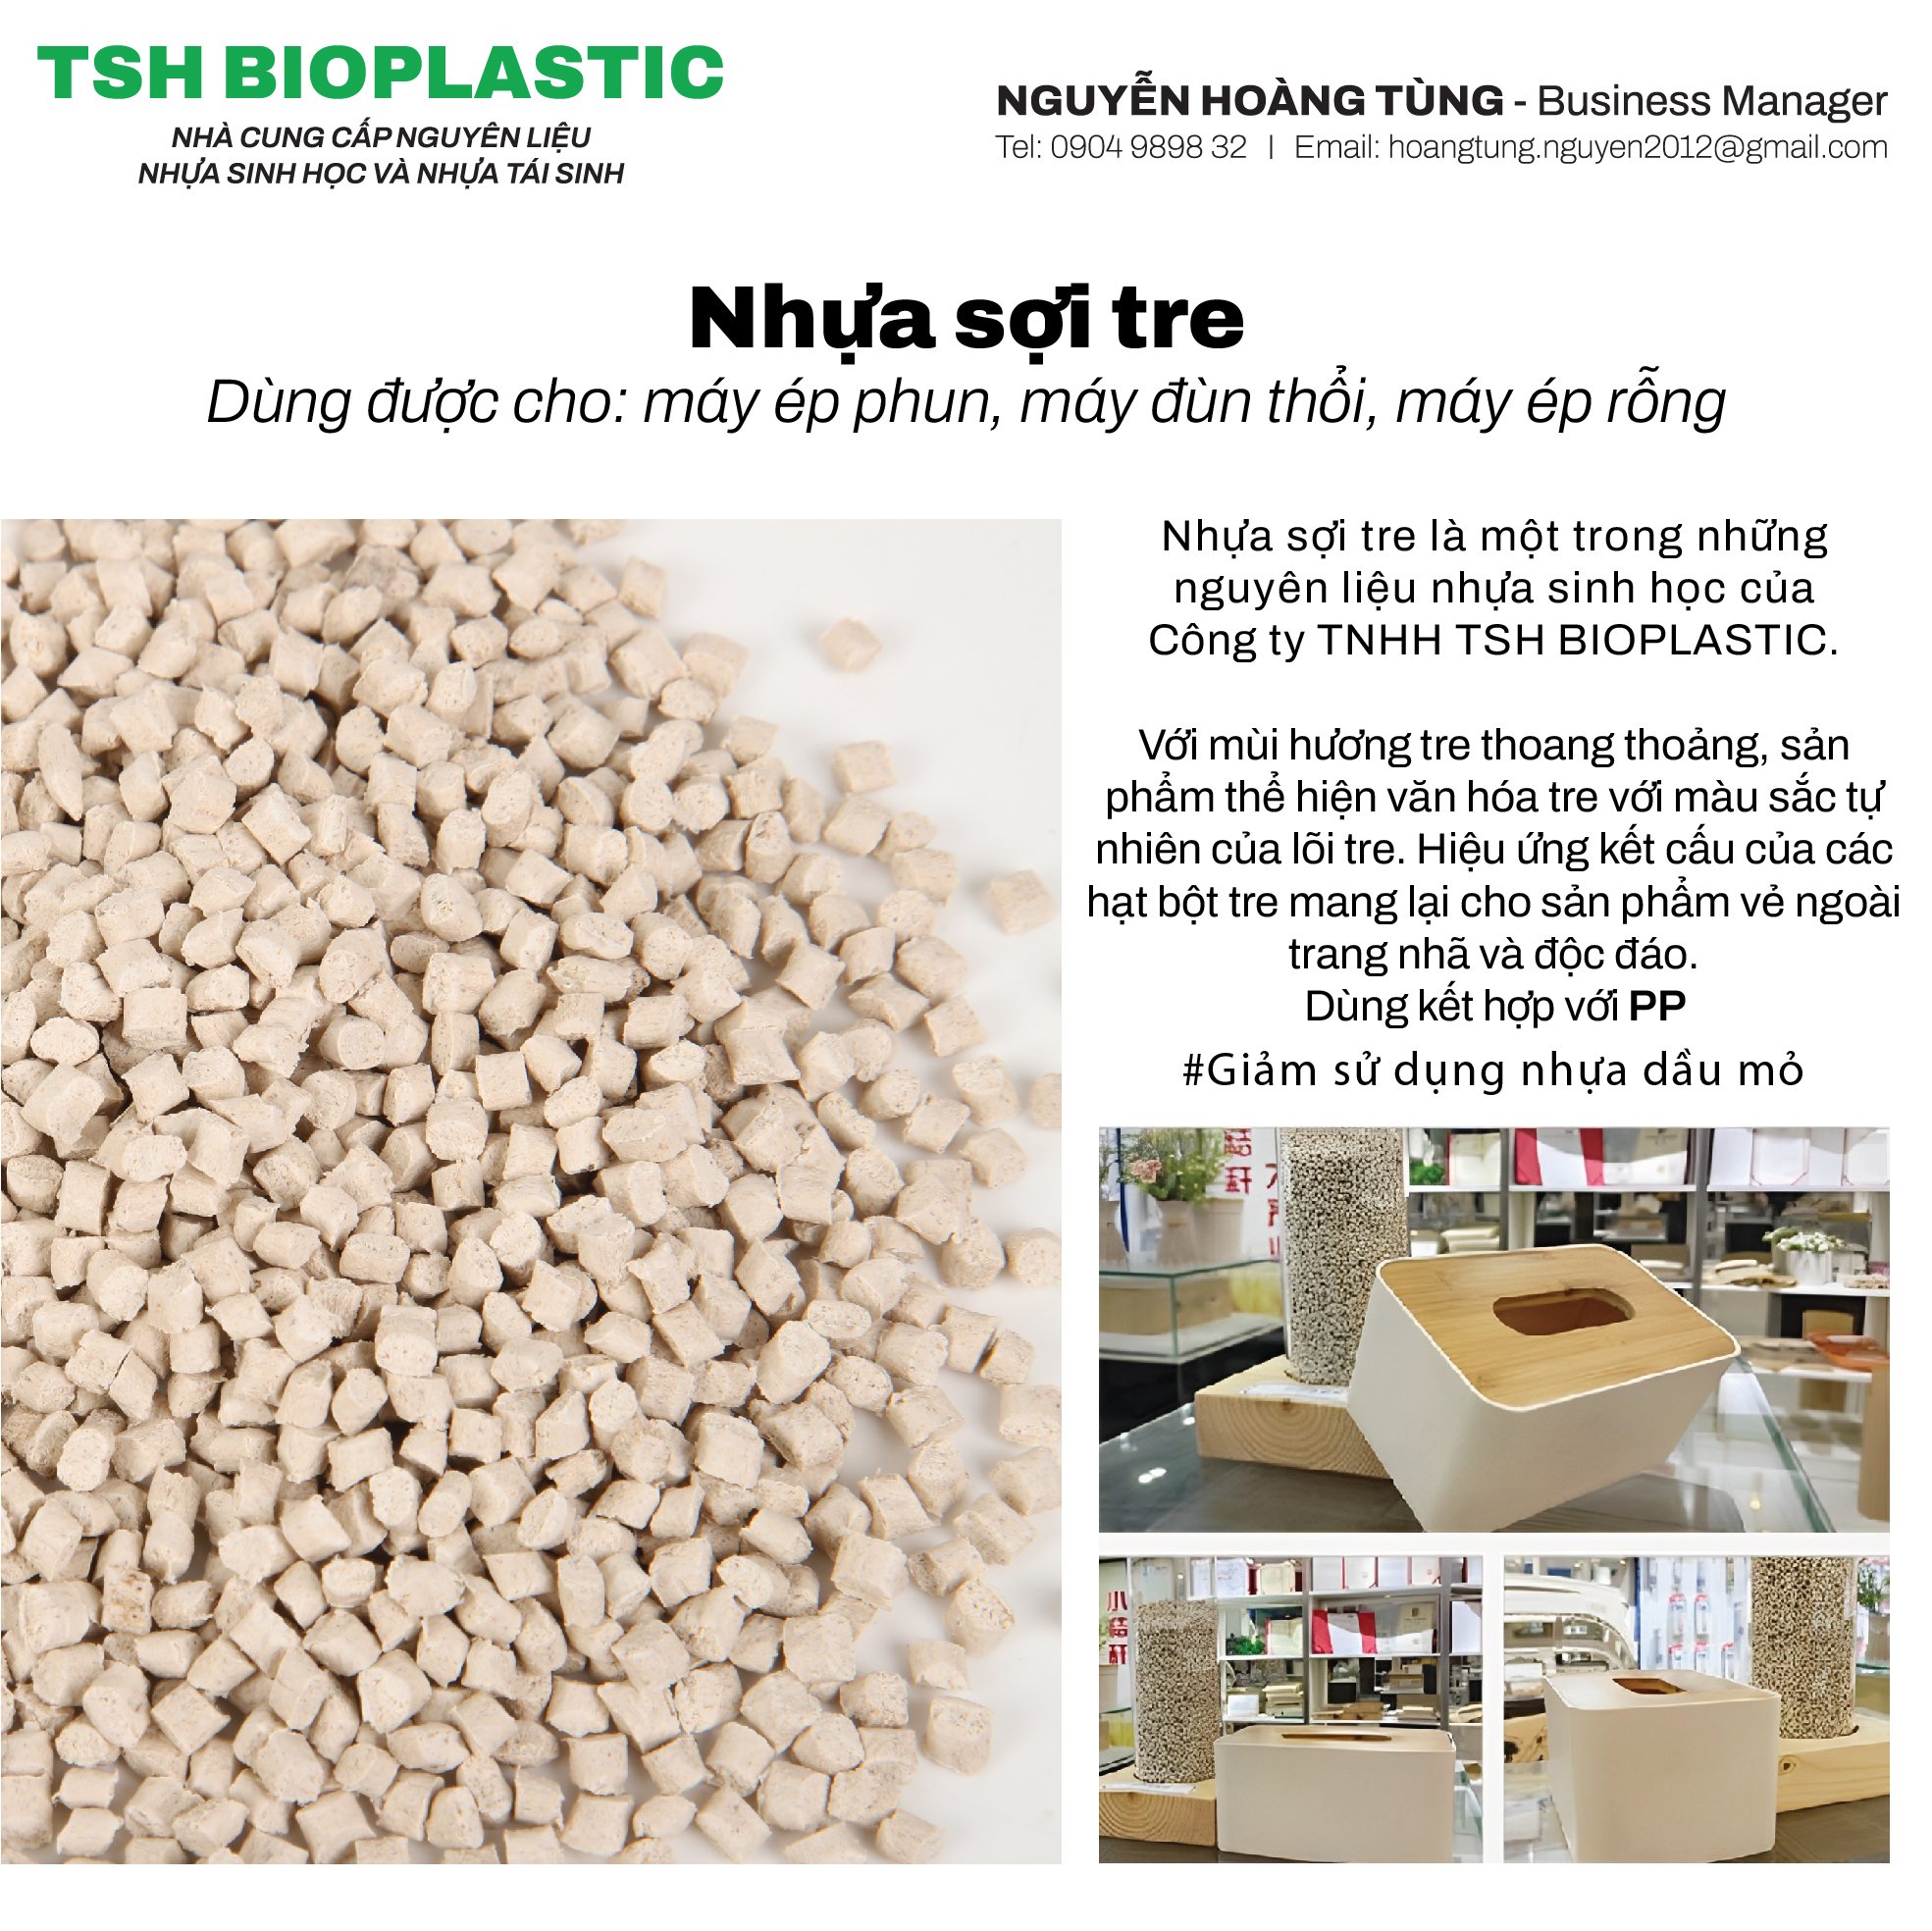 TSH BIOPLASTIC
NHÀ CUNG CẤP NGUYÊN LIỆU
NHỰA SINH HỌC VÀ NHỰA TÁI SINH
NGUYỄN HOÀNG TÙNG - Business Manager
Tel: 0904 9898 32 | Email: hoangtung.nguyen2012@gmail.com
Nhựa sợi tre
Dùng được cho: máy ép phun, máy đùn thổi, máy ép rỗng
Nhựa sợi tre là một trong những
nguyên liệu nhựa sinh học của
Công ty TNHH TSH BIOPLASTIC.
Với mùi hương tre thoang thoảng, sản
phẩm thể hiện văn hóa tre với màu sắc tự
nhiên của lõi tre. Hiệu ứng kết cấu của các
hạt bột tre mang lại cho sản phẩm vẻ ngoài
trang nhã và độc đáo.
Dùng kết hợp với PP
#Giảm sử dụng nhựa dầu mỏ